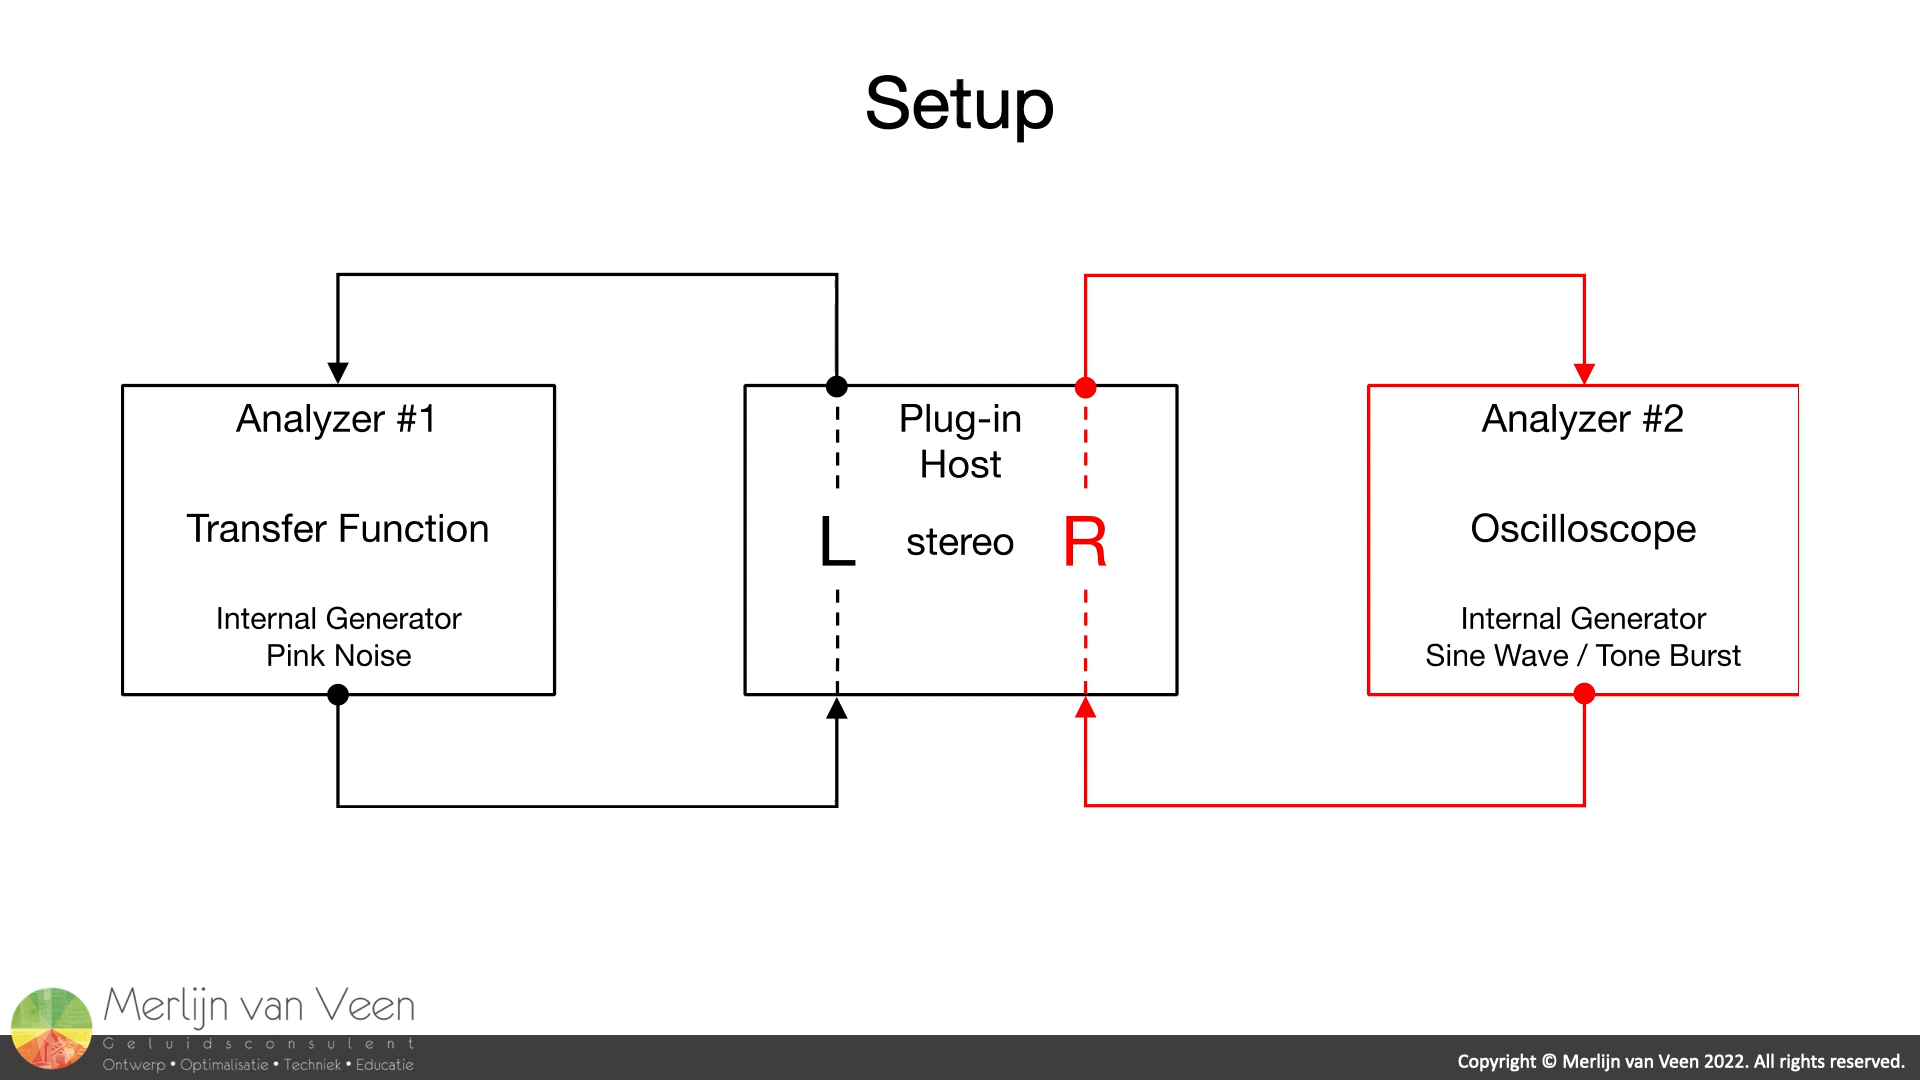 Setup
Analyzer #1
Transfer Function
Internal Generator
Pink Noise
Plug-in
Host
L stereo R
Analyzer #2
Oscilloscope
Internal Generator
Sine Wave / Tone Burst
Merlijn van Veen
Geluidsconsulent
Ontwerp • Optimalisatie • Techniek • Educatie
Copyright © Merlijn van Veen 2022. All rights reserved.